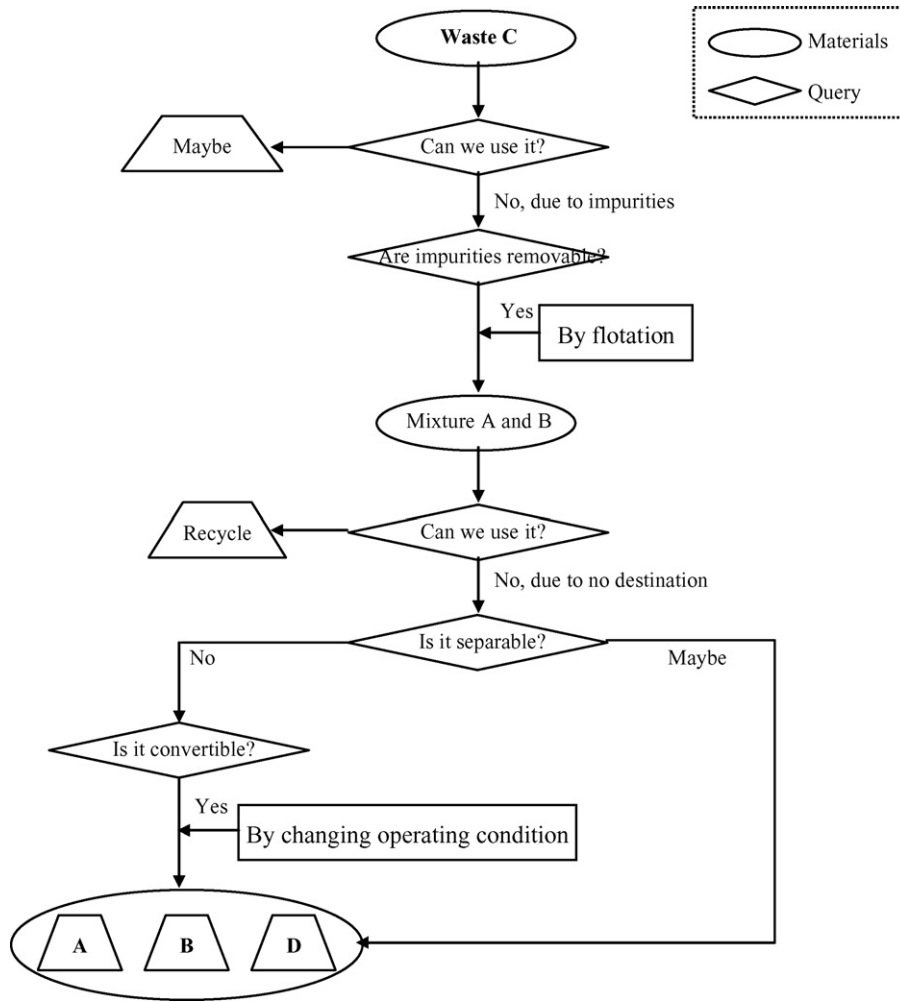 Waste C
Materials
Query
Maybe
Can we use it?
No, due to impurities
Are impurities removable?
Yes
By flotation
Mixture A and B
Recycle
Can we use it?
No, due to no destination
Is it separable?
No
Maybe
Is it convertible?
Yes
By changing operating condition
A
B
D